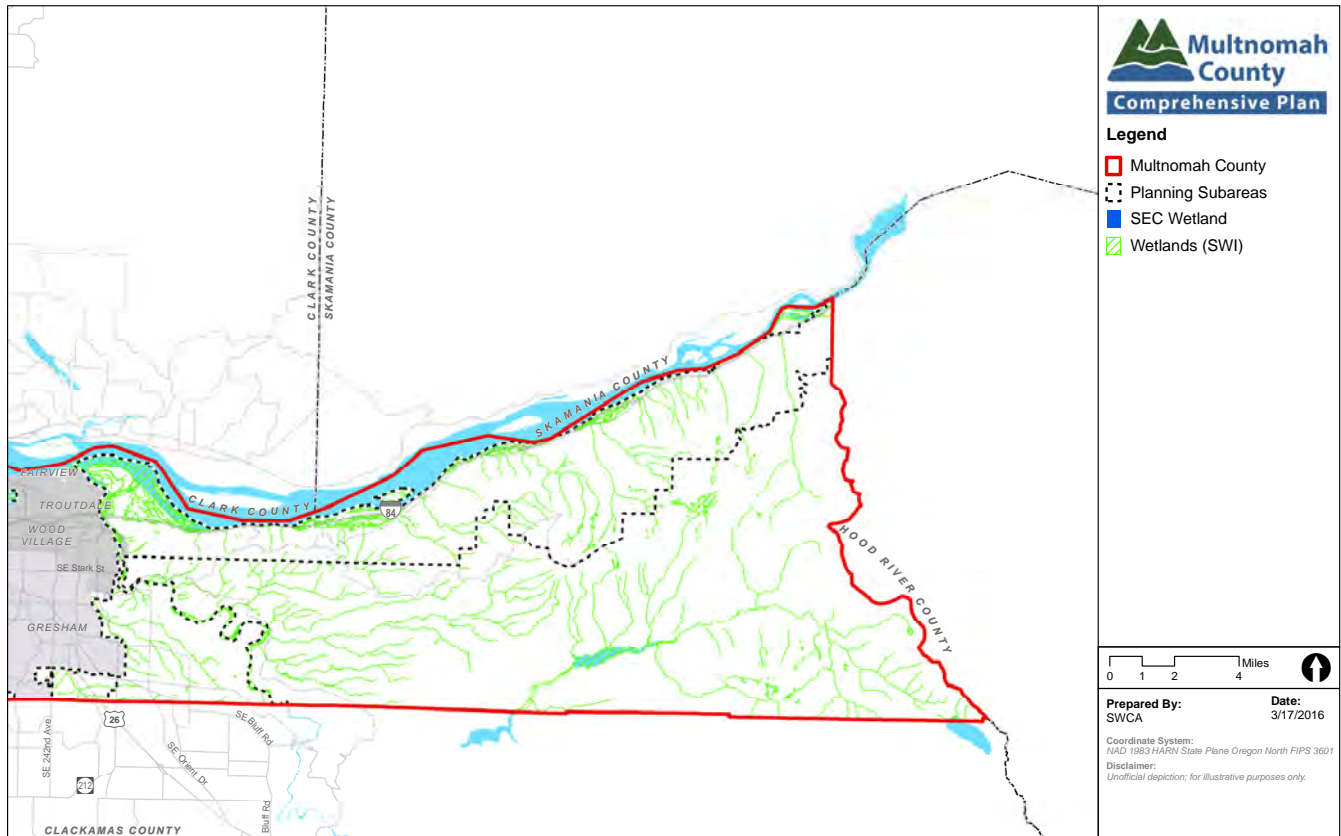 Multnomah
County
Comprehensive Plan
Legend
Multnomah County
Planning Subareas
SEC Wetland
Wetlands (SWI)
CLARK COUNTY
SKAMANIA COUNTY
SKAMANIA COUNTY
FAIRVIEW
TROUTDALE
CLARK COUNTY
84
WOOD
VILLAGE
SE Stark St
HOOD RIVER COUNTY
GRESHAM
26
SE 242nd Ave
SE Bluff Rd
SE Orient Dr
212
Bluff Rd
CLACKAMAS COUNTY
Miles
0 1 2 4
Prepared By:
SWCA
Date:
3/17/2016
Coordinate System:
NAD 1983 HARN State Plane Oregon North FIPS 3601
Disclaimer:
Unofficial depiction; for illustrative purposes only.